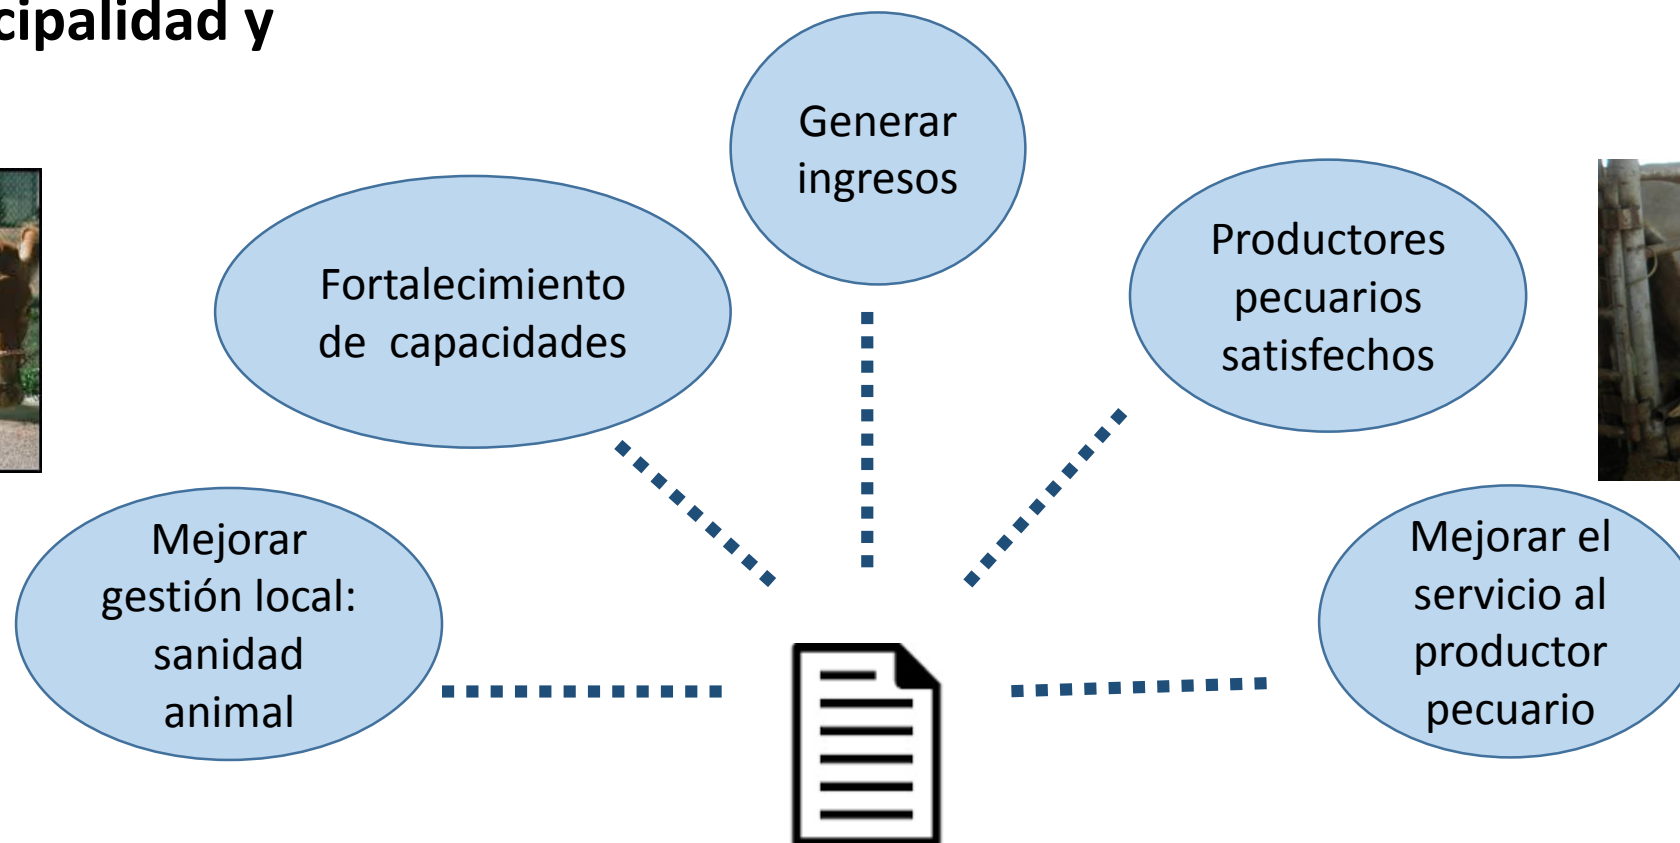 cipalidad y
Generar
ingresos
Fortalecimiento
de capacidades
Productores
pecuarios
satisfechos
Mejorar
gestión local:
sanidad
animal
Mejorar el
servicio al
productor
pecuario